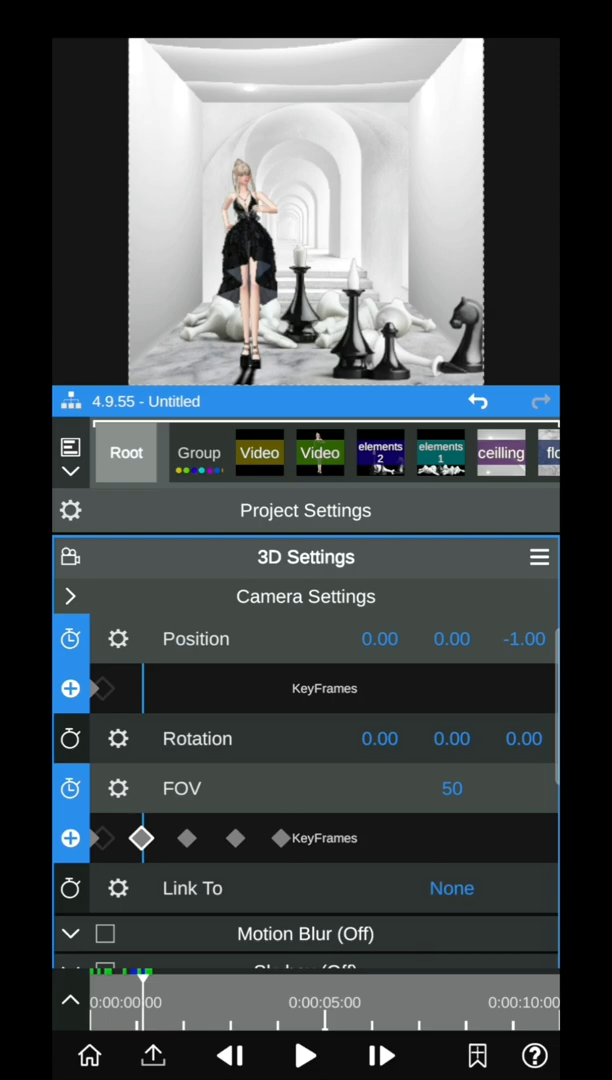 4.9.55 - Untitled
Root
Group
Video
Video
elements 2
elements 1
ceilling
flo
Project Settings
3D Settings
Camera Settings
Position 0.00 0.00 -1.00
KeyFrames
Rotation 0.00 0.00 0.00
FOV 50
KeyFrames
Link To None
Motion Blur (Off)
0:00:00:00 0:00:05:00 0:00:10:00